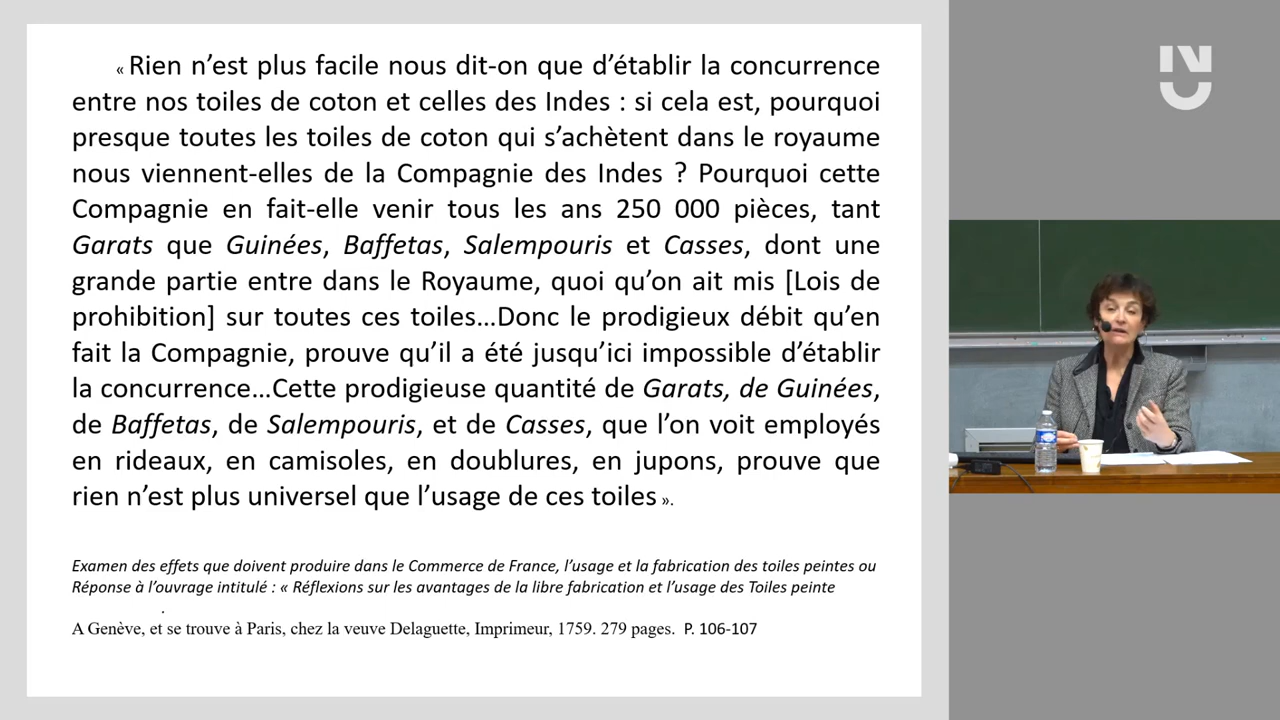 « Rien n’est plus facile nous dit-on que d’établir la concurrence
entre nos toiles de coton et celles des Indes : si cela est, pourquoi
presque toutes les toiles de coton qui s’achètent dans le royaume
nous viennent-elles de la Compagnie des Indes ? Pourquoi cette
Compagnie en fait-elle venir tous les ans 250 000 pièces, tant
Garats que Guinées, Baffetas, Salempouris et Casses, dont une
grande partie entre dans le Royaume, quoi qu’on ait mis [Lois de
prohibition] sur toutes ces toiles...Donc le prodigieux débit qu’en
fait la Compagnie, prouve qu’il a été jusqu’ici impossible d’établir
la concurrence...Cette prodigieuse quantité de Garats, de Guinées,
de Baffetas, de Salempouris, et de Casses, que l’on voit employés
en rideaux, en camisoles, en doublures, en jupons, prouve que
rien n’est plus universel que l’usage de ces toiles ».
Examen des effets que doivent produire dans le Commerce de France, l’usage et la fabrication des toiles peintes ou
Réponse à l’ouvrage intitulé : « Réflexions sur les avantages de la libre fabrication et l’usage des Toiles peinte
.
A Genève, et se trouve à Paris, chez la veuve Delaguette, Imprimeur, 1759. 279 pages. P. 106-107